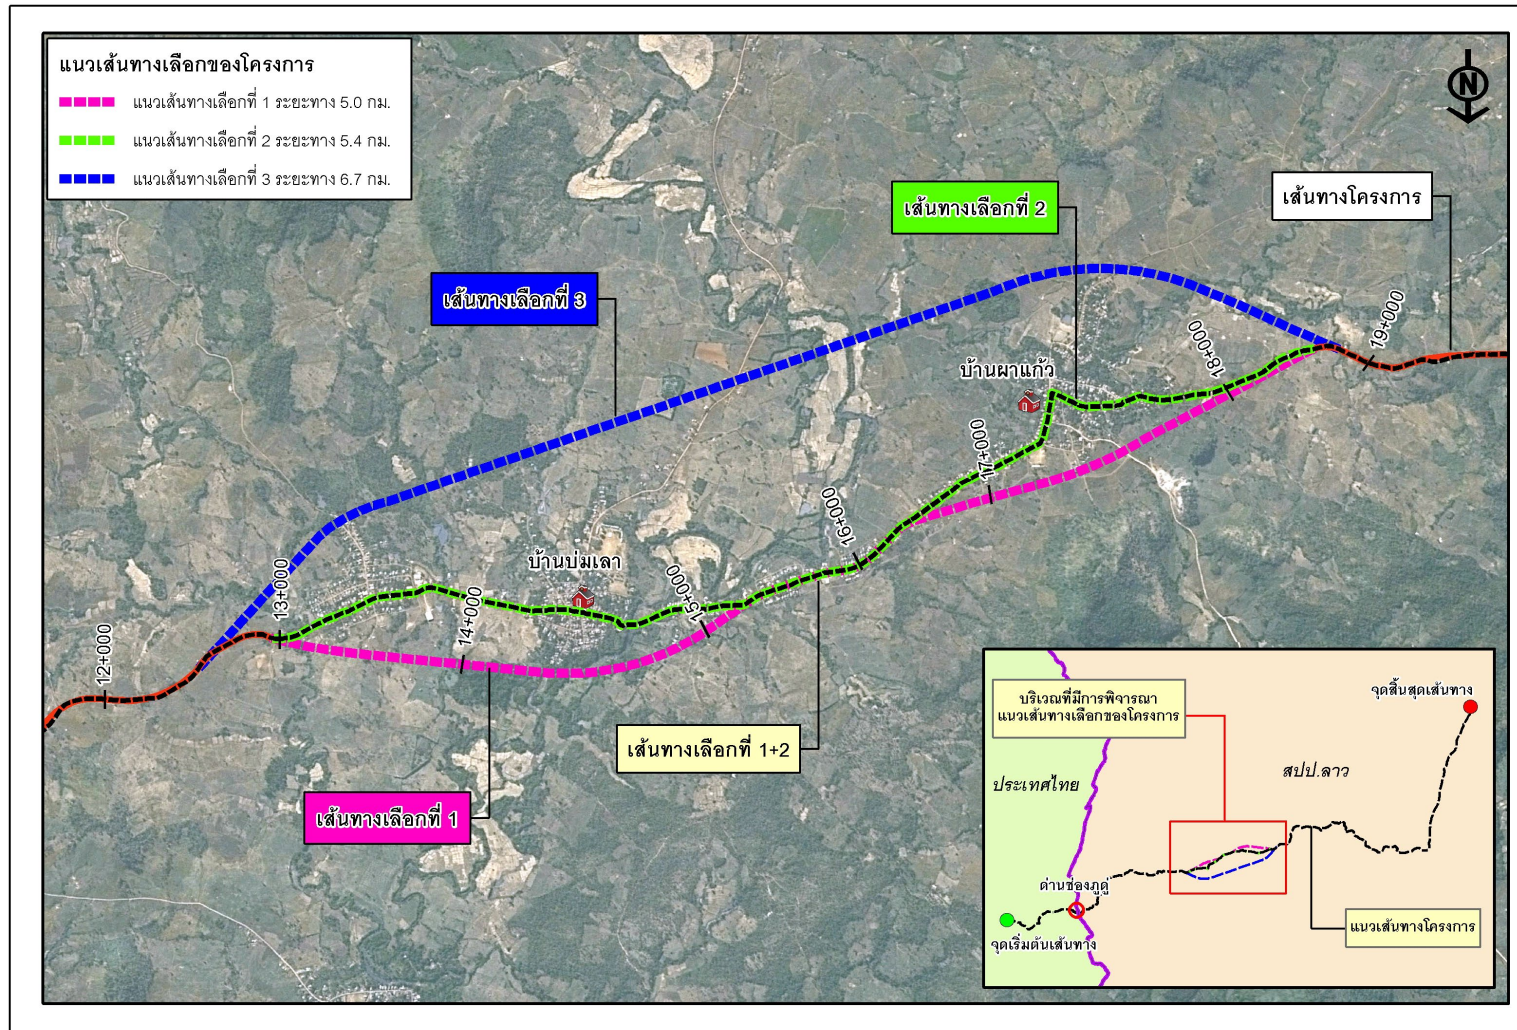 แนวเส้นทางเลือกของโครงการ
แนวเส้นทางเลือกที่ 1 ระยะทาง 5.0 กม.
แนวเส้นทางเลือกที่ 2 ระยะทาง 5.4 กม.
แนวเส้นทางเลือกที่ 3 ระยะทาง 6.7 กม.
N
เส้นทางเลือกที่ 2
เส้นทางโครงการ
เส้นทางเลือกที่ 3
19+000
18+000
บ้านผาแก้ว
17+000
16+000
บ้านบ่มเลา
15+000
14+000
13+000
12+000
เส้นทางเลือกที่ 1+2
เส้นทางเลือกที่ 1
บริเวณที่มีการพิจารณา
แนวเส้นทางเลือกของโครงการ
จุดสิ้นสุดเส้นทาง
ประเทศไทย
สปป.ลาว
ด่านช่องภูดู่
จุดเริ่มต้นเส้นทาง
แนวเส้นทางโครงการ